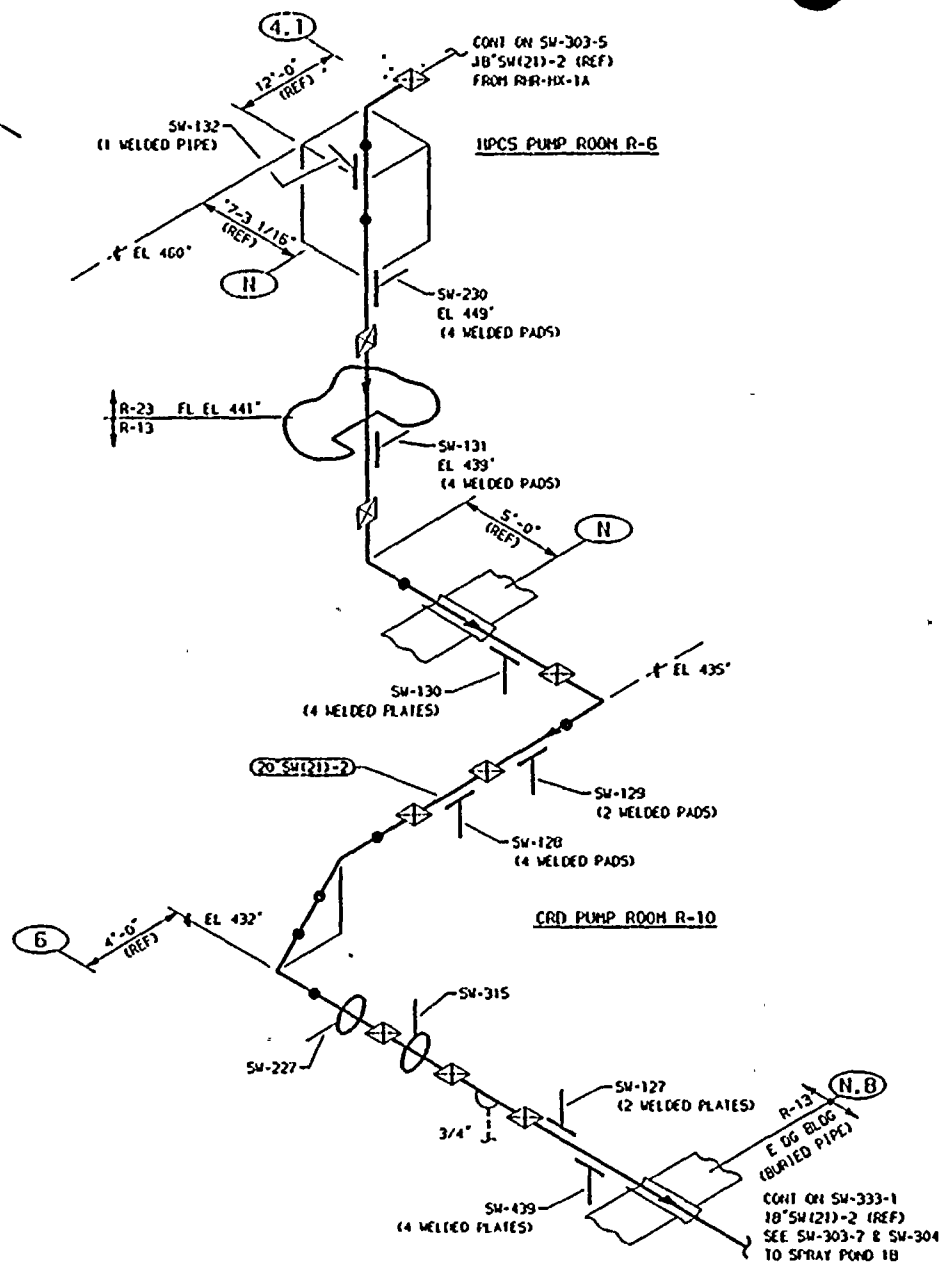 4.1
CONT ON SW-303-5
18"SW(21)-2 (REF)
FROM RHR-HX-1A
12'-0"
(REF)
SW-132
(1 WELDED PIPE)
HPCS PUMP ROOM R-6
7-3 1/16"
(REF)
EL 460'
N
SW-230
EL 449'
(4 WELDED PADS)
R-23 FL EL 441'
R-13
SW-131
EL 439'
(4 WELDED PADS)
5'-0"
(REF)
N
EL 435'
SW-130
(4 WELDED PLATES)
20"SW(21)-2
SW-129
(2 WELDED PADS)
SW-128
(4 WELDED PADS)
CRD PUMP ROOM R-10
6
4'-0"
(REF)
EL 432'
SW-315
SW-227
SW-127
(2 WELDED PLATES)
N.8
R-13
E DG BLDG
(BURIED PIPE)
3/4"
SW-439
(4 WELDED PLATES)
CONT ON SW-333-1
18"SW(21)-2 (REF)
SEE SW-303-7 & SW-304
TO SPRAY POND 1B